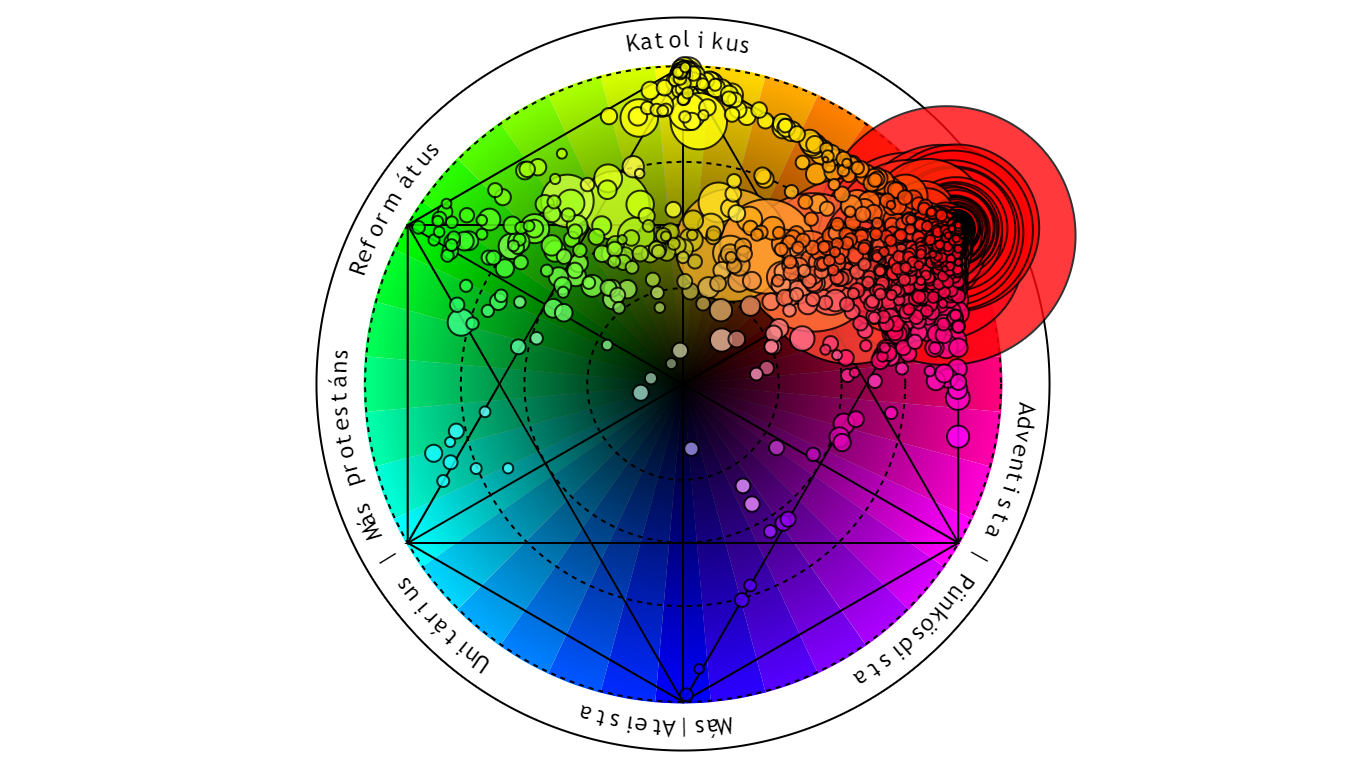 Katolikus
Református
Más protestáns
|
Unitárius
Más|Ateista
Pünkösdista
|
Adventista